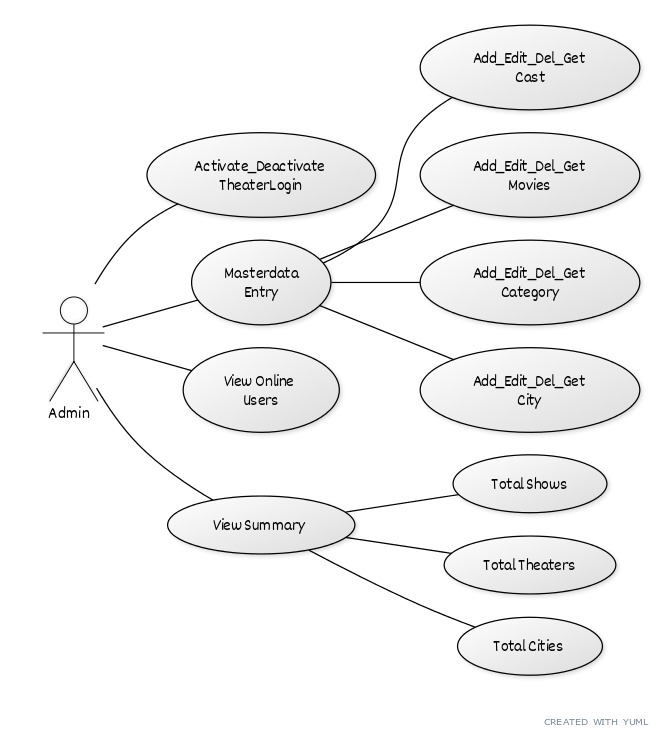 Add_Edit_Del_Get
Cast
Activate_Deactivate
TheaterLogin
Add_Edit_Del_Get
Movies
Masterdata
Entry
Add_Edit_Del_Get
Category
Admin
View Online
Users
Add_Edit_Del_Get
City
View Summary
Total Shows
Total Theaters
Total Cities
CREATED WITH YUML